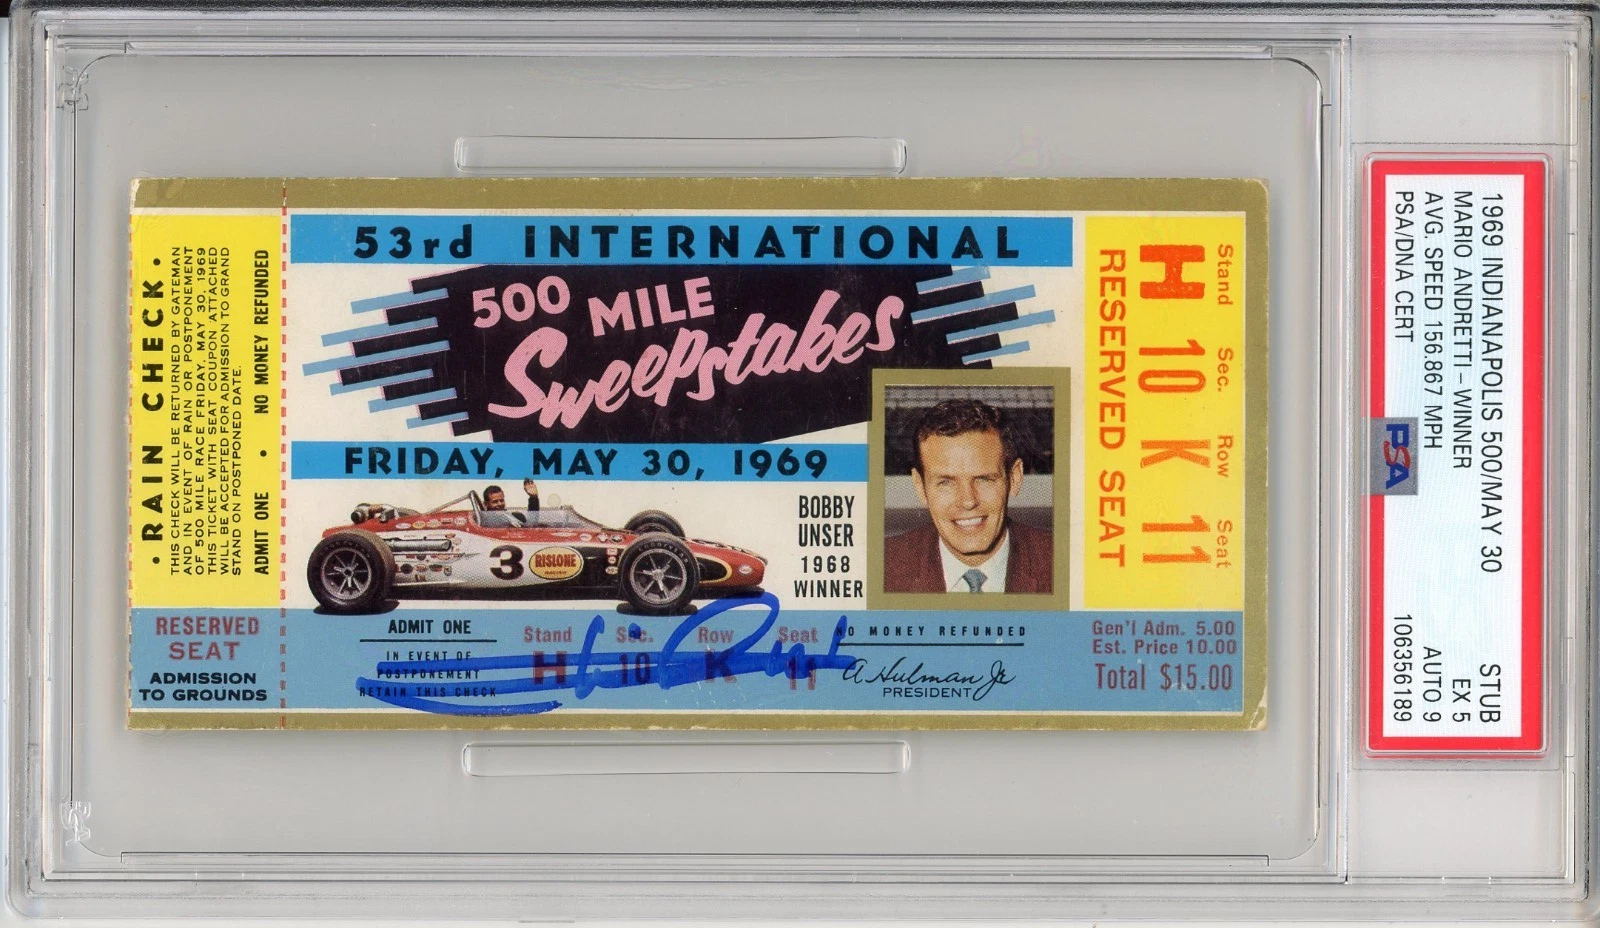 • RAIN CHECK •
THIS CHECK WILL BE RETURNED BY GATEMAN
AND IN EVENT OF RAIN OR POSTPONEMENT
OF 500 MILE RACE FRIDAY, MAY 30, 1969
THIS TICKET WITH SEAT COUPON ATTACHED
WILL BE ACCEPTED FOR ADMISSION TO GRAND
STAND ON POSTPONED DATE.
ADMIT ONE • NO MONEY REFUNDED
RESERVED
SEAT
ADMISSION
TO GROUNDS
53rd INTERNATIONAL
500 MILE
Sweepstakes
FRIDAY, MAY 30, 1969
3
RISLONE
BOBBY
UNSER
1968
WINNER
ADMIT ONE
IN EVENT OF
POSTPONEMENT
RETAIN THIS CHECK
Stand Sec. Row Seat
H 10 K 11
NO MONEY REFUNDED
A Hulman Jr
PRESIDENT
Stand Sec. Row Seat
H 10 K 11
RESERVED SEAT
Gen'l Adm. 5.00
Est. Price 10.00
Total $15.00
1969 INDIANAPOLIS 500/MAY 30 STUB
MARIO ANDRETTI – WINNER EX 5
AVG. SPEED 156.867 MPH AUTO 9
PSA/DNA CERT 106356189
PSA